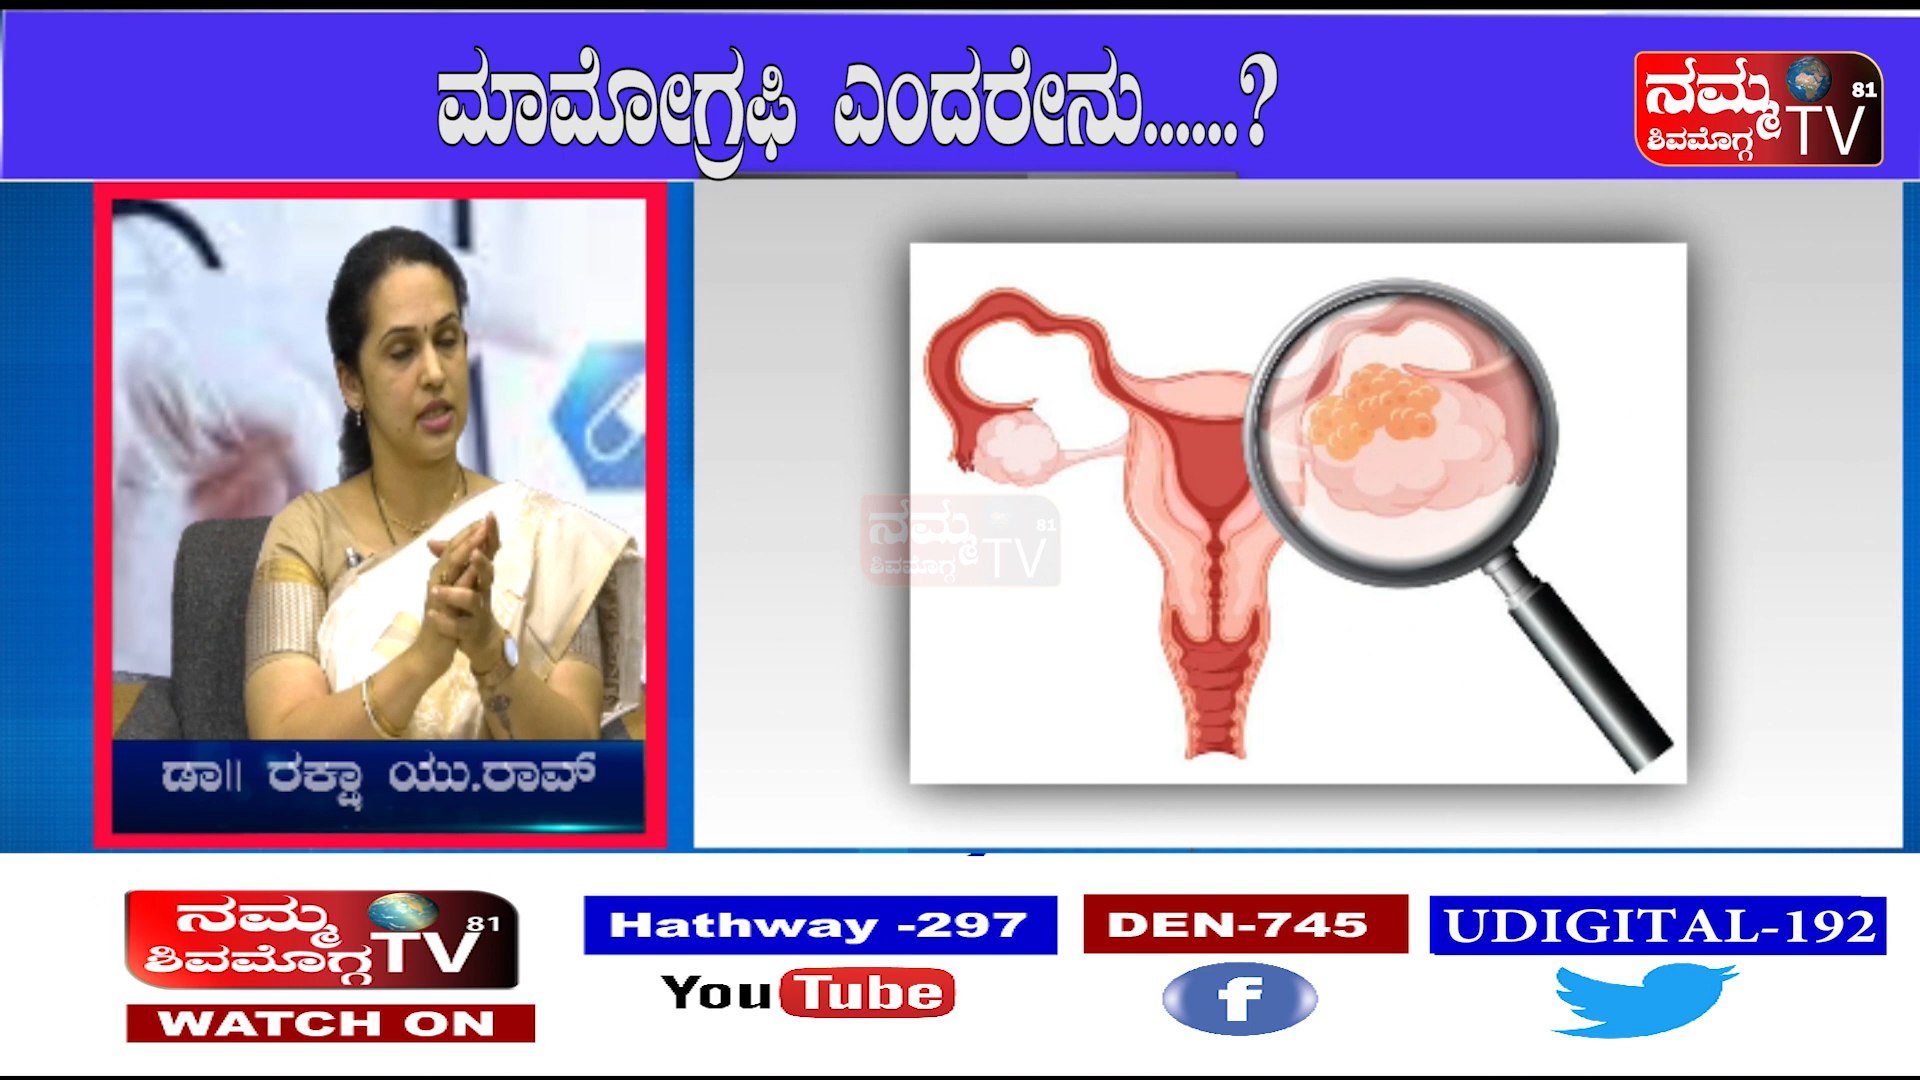 ಮಾಮೋಗ್ರಫಿ ಎಂದರೇನು......?
ನಮ್ಮ 81
ಶಿವಮೊಗ್ಗ TV
ನಮ್ಮ 81
ಶಿವಮೊಗ್ಗ TV
ಡಾ|| ರಕ್ಷಾ ಯು.ರಾವ್
ನಮ್ಮ 81
ಶಿವಮೊಗ್ಗ TV
WATCH ON
Hathway -297
DEN-745
UDIGITAL-192
YouTube
f